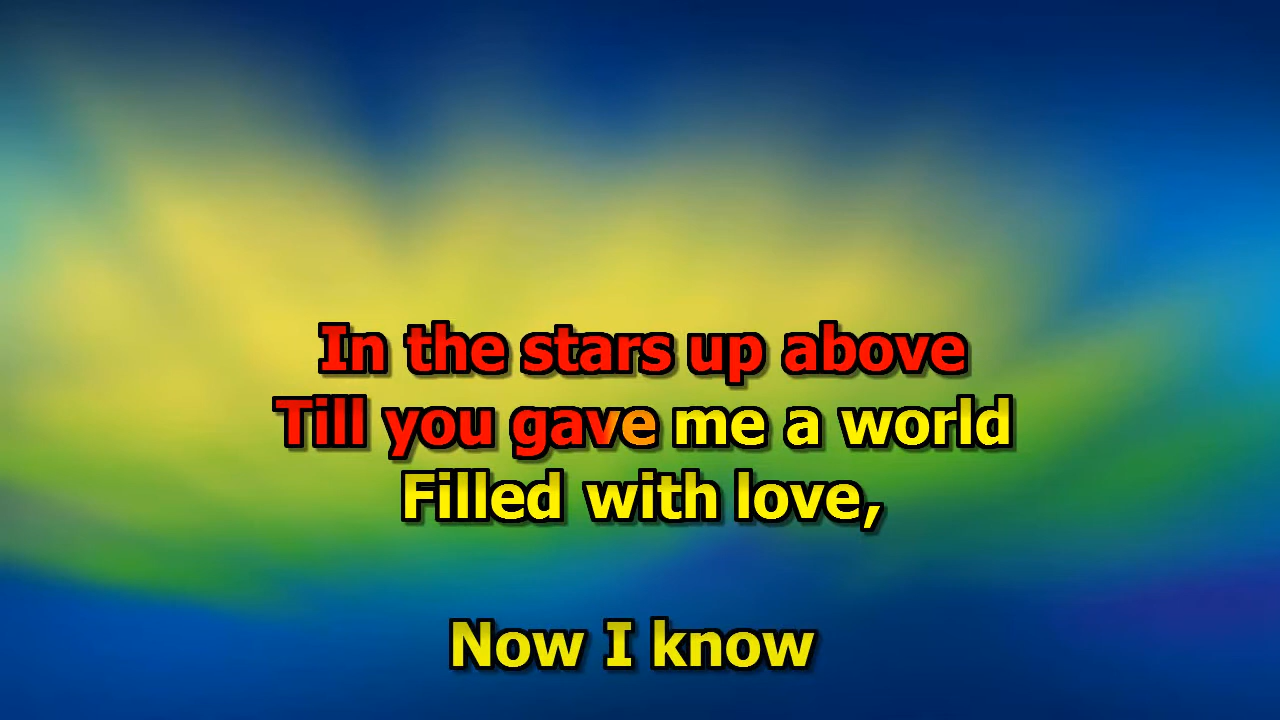 In the stars up above
Till you gave me a world
Filled with love,
Now I know